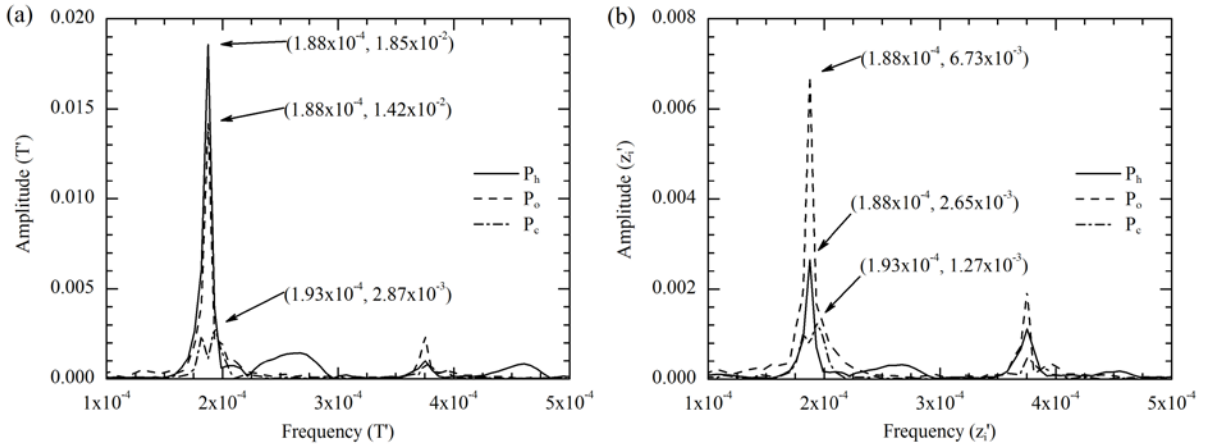 (a)
0.020
0.015
0.010
0.005
0.000
Amplitude (T')
(1.88x10⁻⁴, 1.85x10⁻²)
(1.88x10⁻⁴, 1.42x10⁻²)
(1.93x10⁻⁴, 2.87x10⁻³)
Pₕ
Pₒ
P_c
1x10⁻⁴ 2x10⁻⁴ 3x10⁻⁴ 4x10⁻⁴ 5x10⁻⁴
Frequency (T')
(b)
0.008
0.006
0.004
0.002
0.000
Amplitude (zᵢ')
(1.88x10⁻⁴, 6.73x10⁻³)
(1.88x10⁻⁴, 2.65x10⁻³)
(1.93x10⁻⁴, 1.27x10⁻³)
Pₕ
Pₒ
P_c
1x10⁻⁴ 2x10⁻⁴ 3x10⁻⁴ 4x10⁻⁴ 5x10⁻⁴
Frequency (zᵢ')